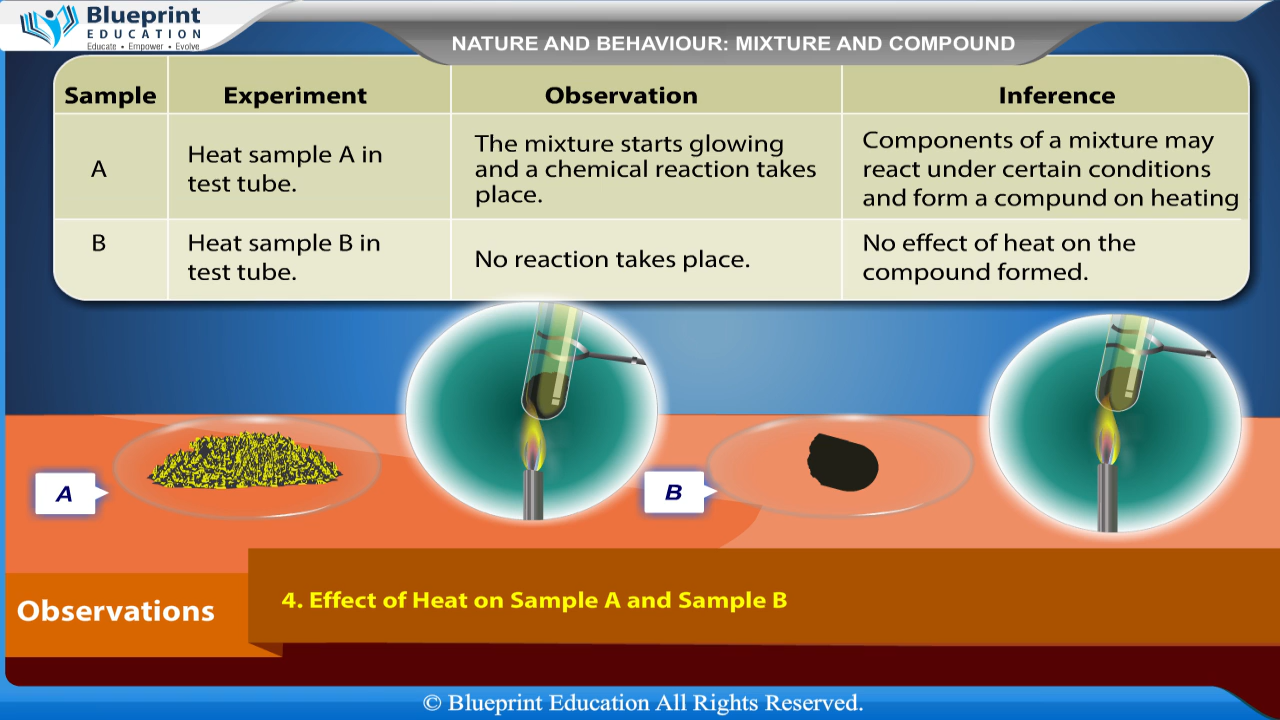 Blueprint
EDUCATION
Educate • Empower • Evolve
NATURE AND BEHAVIOUR: MIXTURE AND COMPOUND
Sample Experiment Observation Inference
A
Heat sample A in
test tube.
The mixture starts glowing
and a chemical reaction takes
place.
Components of a mixture may
react under certain conditions
and form a compund on heating
B
Heat sample B in
test tube.
No reaction takes place.
No effect of heat on the
compound formed.
A
B
Observations
4. Effect of Heat on Sample A and Sample B
© Blueprint Education All Rights Reserved.